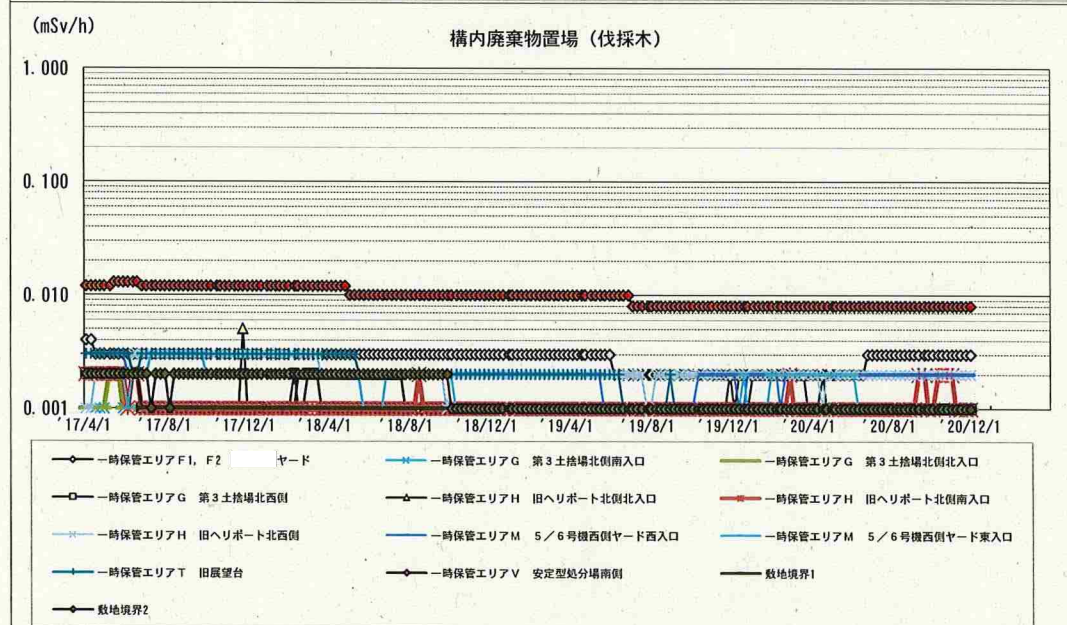 (mSv/h)
構内廃棄物置場（伐採木）
1.000
0.100
0.010
0.001
17/4/1 17/8/1 17/12/1 18/4/1 18/8/1 18/12/1 19/4/1 19/8/1 19/12/1 20/4/1 20/8/1 20/12/1
一時保管エリアF1, F2 ヤード 一時保管エリアG 第3土捨場北側南入口 一時保管エリアG 第3土捨場北側北入口
一時保管エリアG 第3土捨場北西側 一時保管エリアH 旧ヘリポート北側北入口 一時保管エリアH 旧ヘリポート北側南入口
一時保管エリアH 旧ヘリポート北西側 一時保管エリアM 5／6号機西側ヤード西入口 一時保管エリアM 5／6号機西側ヤード東入口
一時保管エリアT 旧展望台 一時保管エリアV 安定型処分場南側 敷地境界1
敷地境界2